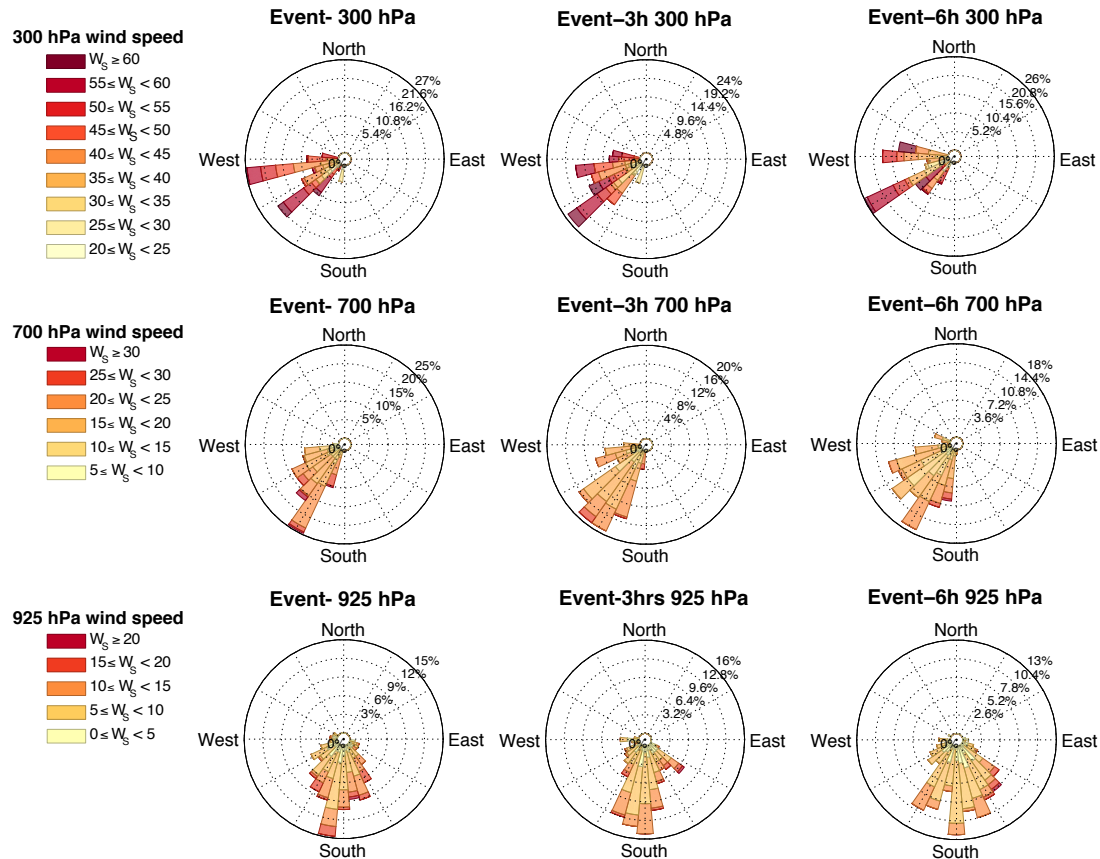 300 hPa wind speed
W_S ≥ 60
55 ≤ W_S < 60
50 ≤ W_S < 55
45 ≤ W_S < 50
40 ≤ W_S < 45
35 ≤ W_S < 40
30 ≤ W_S < 35
25 ≤ W_S < 30
20 ≤ W_S < 25
Event- 300 hPa
North
27%
21.6%
16.2%
10.8%
5.4%
West
0%
East
South
Event–3h 300 hPa
North
24%
19.2%
14.4%
9.6%
4.8%
West
0%
East
South
Event–6h 300 hPa
North
26%
20.8%
15.6%
10.4%
5.2%
West
0%
East
South
700 hPa wind speed
W_S ≥ 30
25 ≤ W_S < 30
20 ≤ W_S < 25
15 ≤ W_S < 20
10 ≤ W_S < 15
5 ≤ W_S < 10
Event- 700 hPa
North
25%
20%
15%
10%
5%
West
0%
East
South
Event–3h 700 hPa
North
20%
16%
12%
8%
4%
West
0%
East
South
Event–6h 700 hPa
North
18%
14.4%
10.8%
7.2%
3.6%
West
0%
East
South
925 hPa wind speed
W_S ≥ 20
15 ≤ W_S < 20
10 ≤ W_S < 15
5 ≤ W_S < 10
0 ≤ W_S < 5
Event- 925 hPa
North
15%
12%
9%
6%
3%
West
0%
East
South
Event-3hrs 925 hPa
North
16%
12.8%
9.6%
6.4%
3.2%
West
0%
East
South
Event–6h 925 hPa
North
13%
10.4%
7.8%
5.2%
2.6%
West
0%
East
South